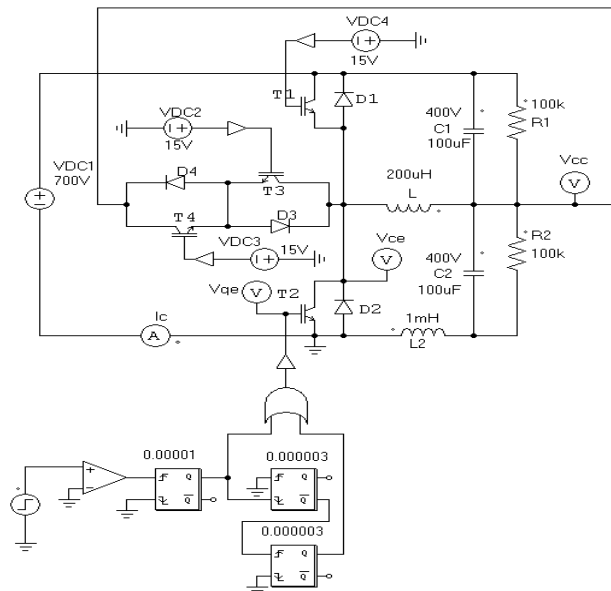 VDC4
15V
T1
D1
VDC2
15V
400V
C1
100uF
100k
R1
VDC1
700V
D4
T3
200uH
L
Vcc
V
T4
D3
VDC3
15V
Vce
V
R2
100k
400V
C2
100uF
Vqe
V
T2
D2
Ic
A
1mH
L2
0.00001
0.000003
Q
Q
Q
Q
0.000003
Q
Q